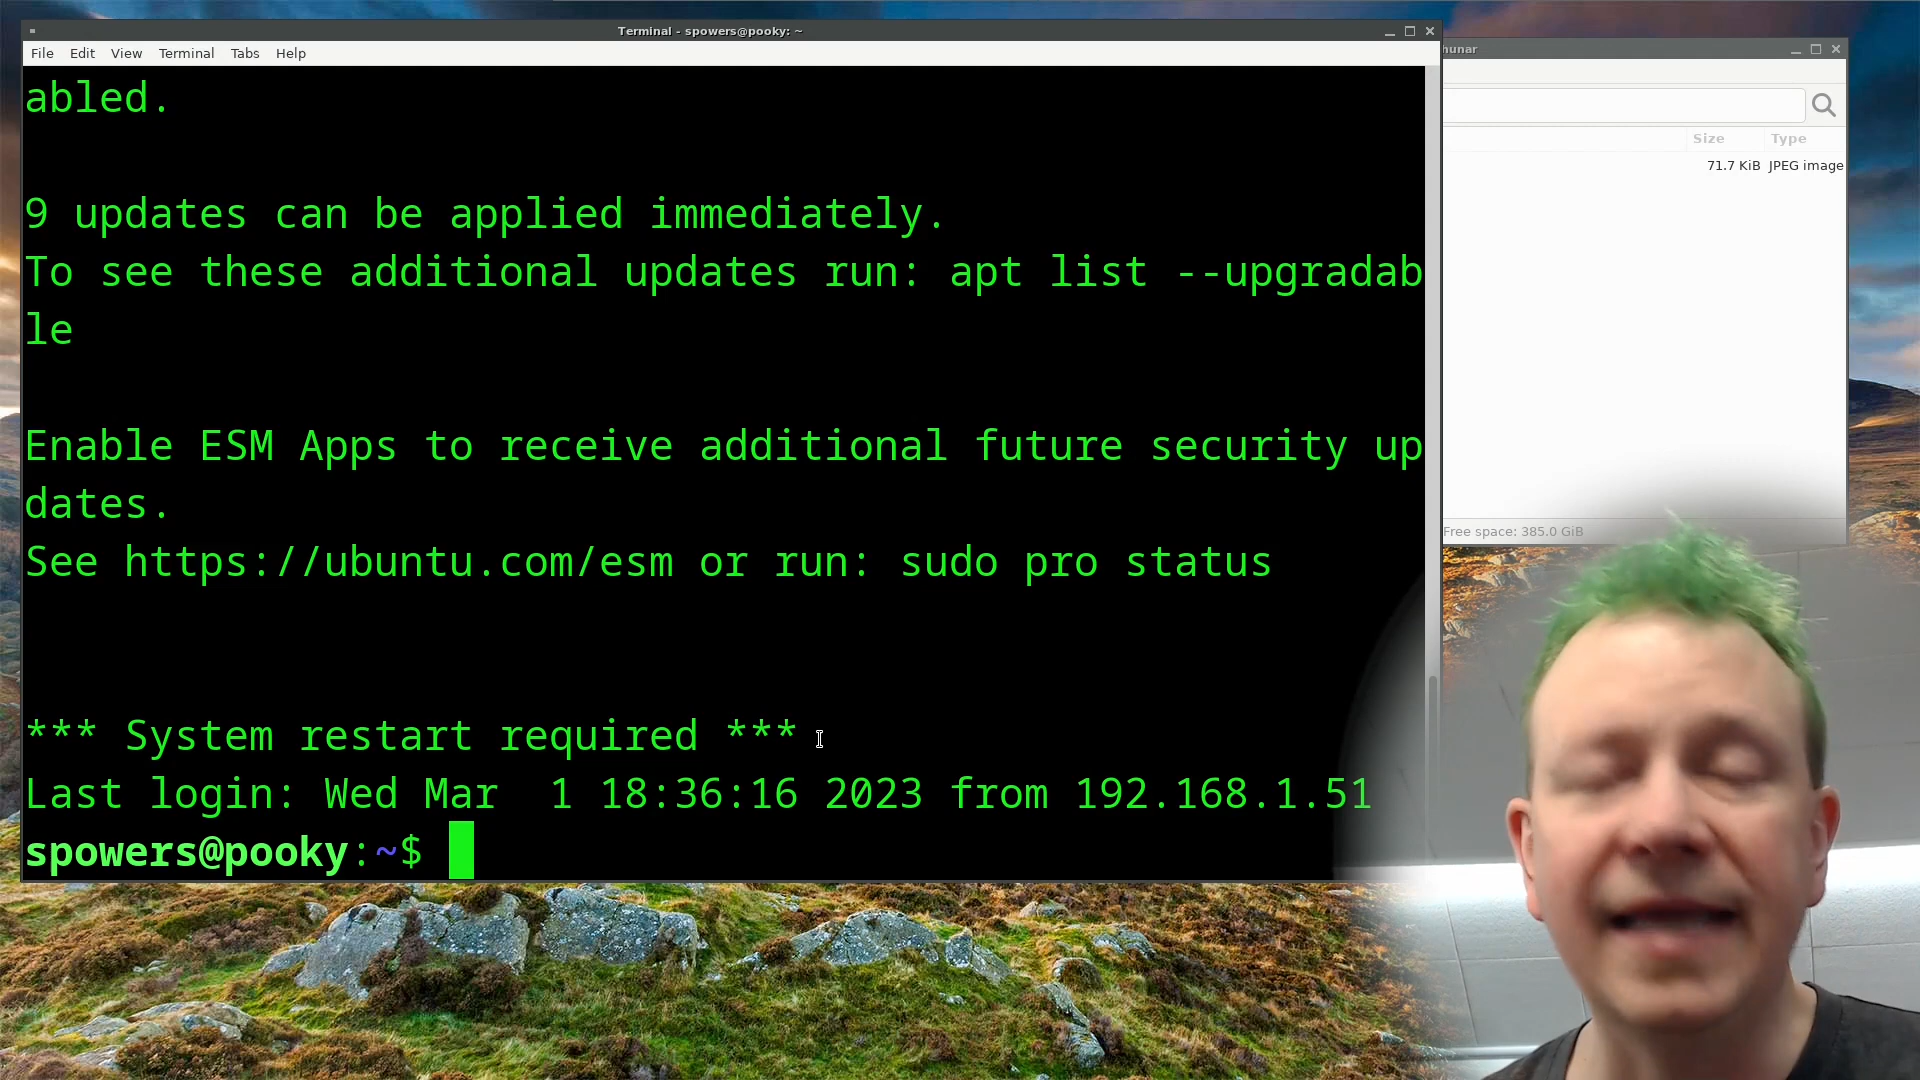 Terminal - spowers@pooky: ~
File Edit View Terminal Tabs Help
abled.
9 updates can be applied immediately.
To see these additional updates run: apt list --upgradab
le
Enable ESM Apps to receive additional future security up
dates.
See https://ubuntu.com/esm or run: sudo pro status
*** System restart required ***
Last login: Wed Mar  1 18:36:16 2023 from 192.168.1.51
spowers@pooky:~$
hunar
Size Type
71.7 KiB JPEG image
Free space: 385.0 GiB